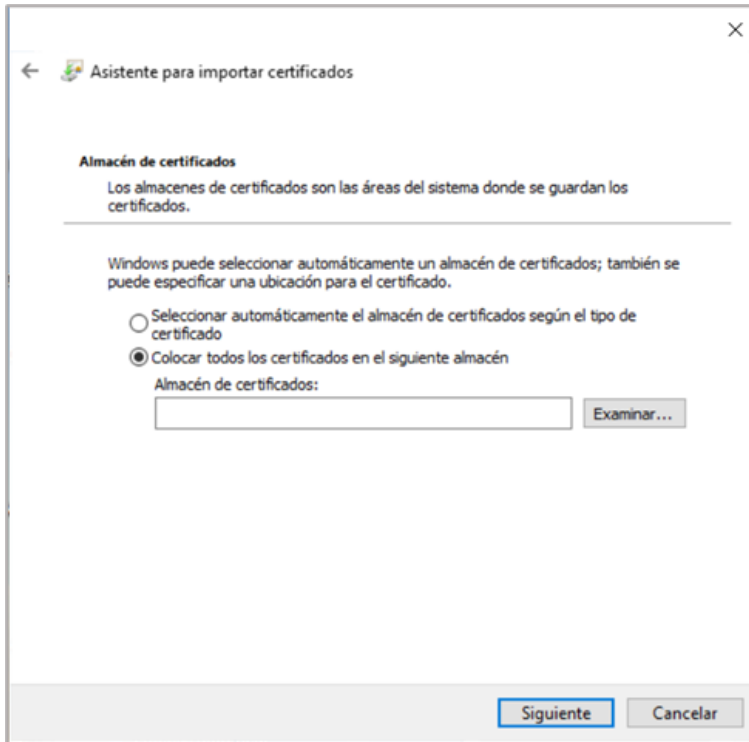 Asistente para importar certificados
Almacén de certificados
Los almacenes de certificados son las áreas del sistema donde se guardan los
certificados.
Windows puede seleccionar automáticamente un almacén de certificados; también se
puede especificar una ubicación para el certificado.
Seleccionar automáticamente el almacén de certificados según el tipo de
certificado
Colocar todos los certificados en el siguiente almacén
Almacén de certificados:
Examinar...
Siguiente Cancelar